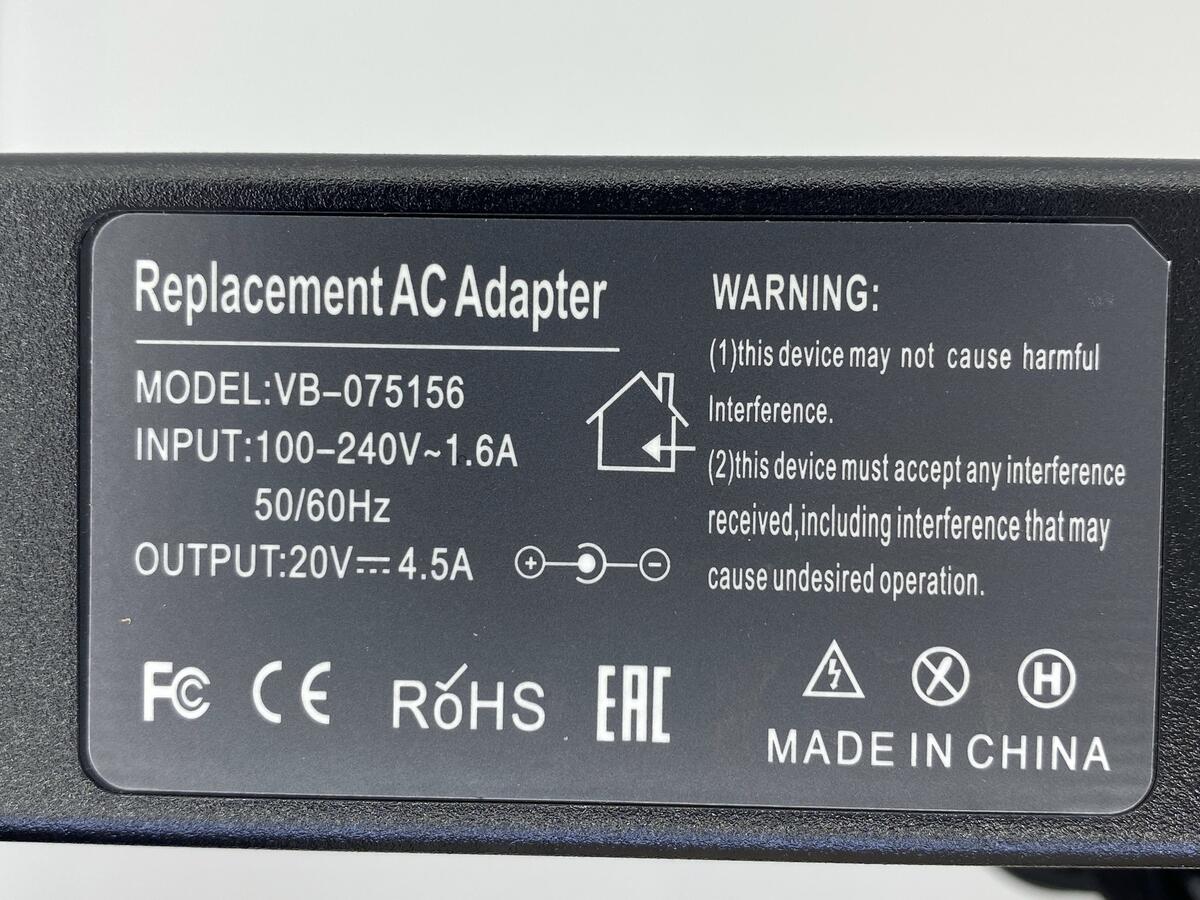 Replacement AC Adapter
MODEL:VB-075156
INPUT:100-240V~1.6A
50/60Hz
OUTPUT:20V⎓4.5A
+ -
FC CE RoHS EAC
WARNING:
(1)this device may not cause harmful
Interference.
(2)this device must accept any interference
received,including interference that may
cause undesired operation.
H
MADE IN CHINA